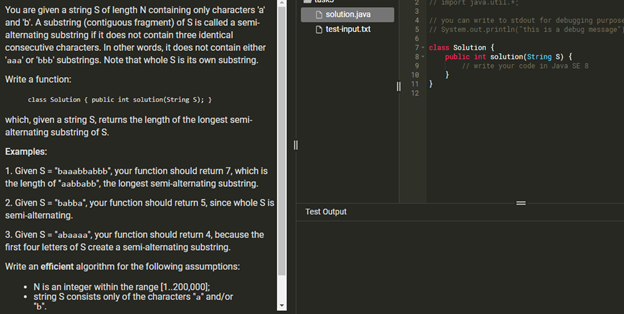 You are given a string S of length N containing only characters 'a'
and 'b'. A substring (contiguous fragment) of S is called a semi-
alternating substring if it does not contain three identical
consecutive characters. In other words, it does not contain either
'aaa' or 'bbb' substrings. Note that whole S is its own substring.
Write a function:
class Solution { public int solution(String S); }
which, given a string S, returns the length of the longest semi-
alternating substring of S.
Examples:
1. Given S = "baaabbabbb", your function should return 7, which is
the length of "aabbabb", the longest semi-alternating substring.
2. Given S = "babba", your function should return 5, since whole S is
semi-alternating.
3. Given S = "abaaaa", your function should return 4, because the
first four letters of S create a semi-alternating substring.
Write an efficient algorithm for the following assumptions:
• N is an integer within the range [1..200,000];
• string S consists only of the characters "a" and/or
"b".
solution.java
test-input.txt
2 // import java.util.*;
3
4 // you can write to stdout for debugging purpose
5 // System.out.println("this is a debug message"
6
7 class Solution {
8 public int solution(String S) {
9 // write your code in Java SE 8
10 }
11 }
12
Test Output